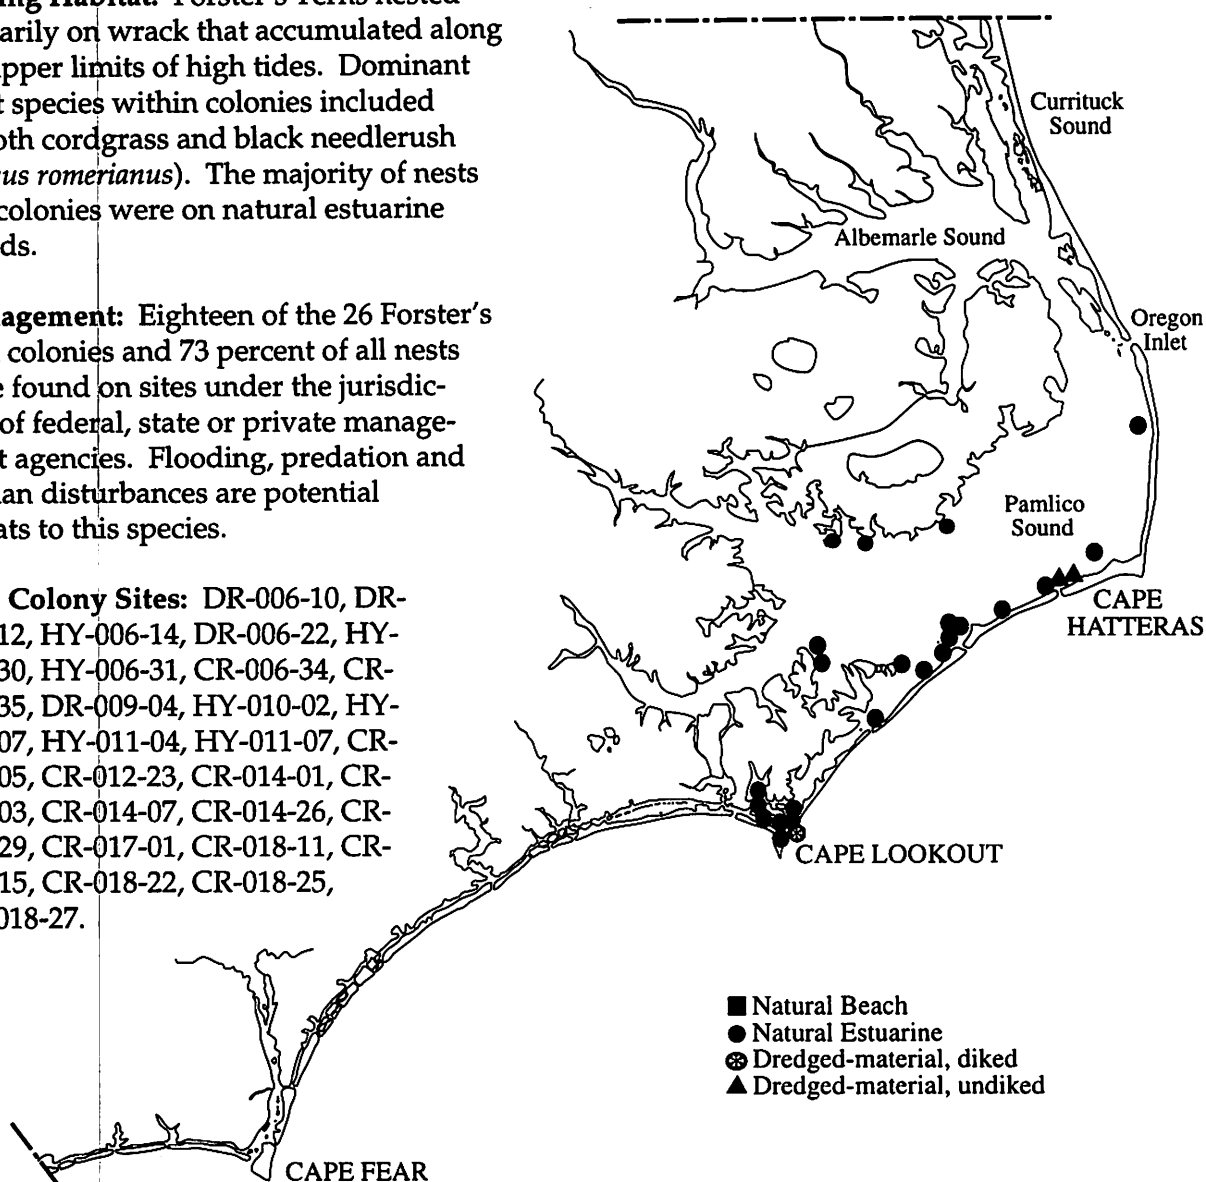 ing Habitat: Forster's Terns nested
arily on wrack that accumulated along
pper limits of high tides. Dominant
t species within colonies included
oth cordgrass and black needlerush
us romerianus). The majority of nests
colonies were on natural estuarine
ds.
agement: Eighteen of the 26 Forster's
colonies and 73 percent of all nests
e found on sites under the jurisdic-
of federal, state or private manage-
t agencies. Flooding, predation and
an disturbances are potential
ats to this species.
Colony Sites: DR-006-10, DR-
12, HY-006-14, DR-006-22, HY-
30, HY-006-31, CR-006-34, CR-
35, DR-009-04, HY-010-02, HY-
07, HY-011-04, HY-011-07, CR-
05, CR-012-23, CR-014-01, CR-
03, CR-014-07, CR-014-26, CR-
29, CR-017-01, CR-018-11, CR-
15, CR-018-22, CR-018-25,
018-27.
Currituck
Sound
Albemarle Sound
Oregon
Inlet
Pamlico
Sound
CAPE
HATTERAS
CAPE LOOKOUT
Natural Beach
Natural Estuarine
Dredged-material, diked
Dredged-material, undiked
CAPE FEAR